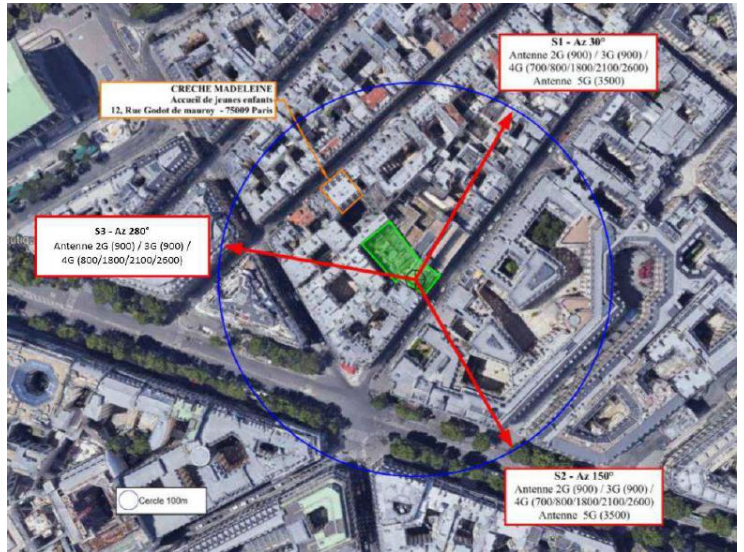 S1 - Az 30°
Antenne 2G (900) / 3G (900) /
4G (700/800/1800/2100/2600)
Antenne 5G (3500)
CRECHE MADELEINE
Accueil de jeunes enfants
12, Rue Godot de mauroy - 75009 Paris
S3 - Az 280°
Antenne 2G (900) / 3G (900) /
4G (800/1800/2100/2600)
S2 - Az 150°
Antenne 2G (900) / 3G (900) /
4G (700/800/1800/2100/2600)
Antenne 5G (3500)
Cercle 100m